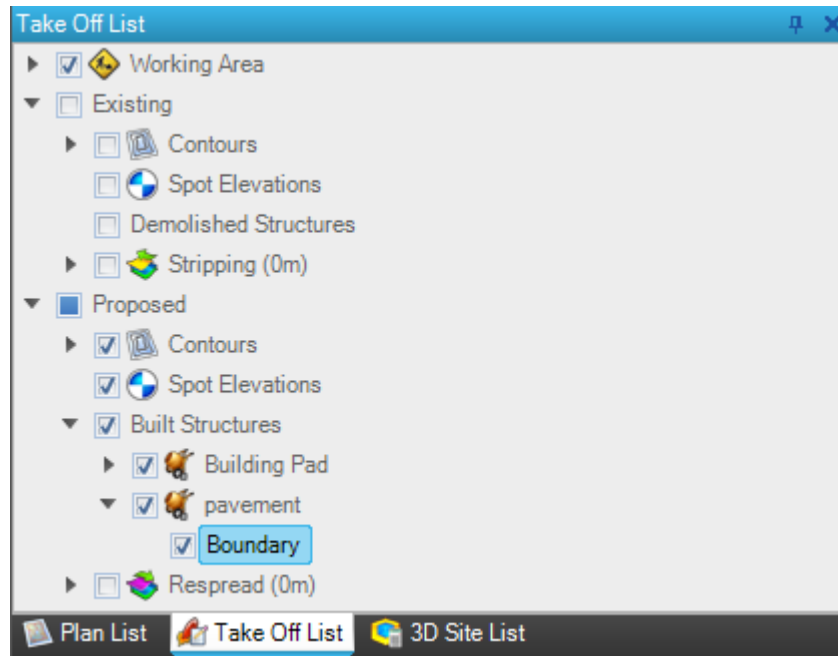 Take Off List
Working Area
Existing
Contours
Spot Elevations
Demolished Structures
Stripping (0m)
Proposed
Contours
Spot Elevations
Built Structures
Building Pad
pavement
Boundary
Respread (0m)
Plan List Take Off List 3D Site List